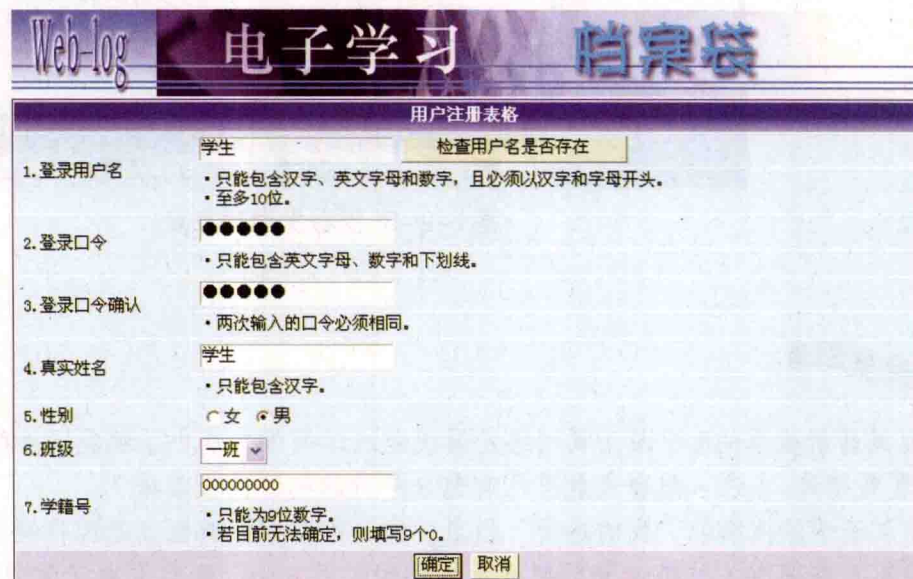 Web-log 电子学习 档案袋
用户注册表格
1.登录用户名 学生 检查用户名是否存在
·只能包含汉字、英文字母和数字，且必须以汉字和字母开头。
·至多10位。
2.登录口令 ●●●●●
·只能包含英文字母、数字和下划线。
3.登录口令确认 ●●●●●
·两次输入的口令必须相同。
4.真实姓名 学生
·只能包含汉字。
5.性别 女 男
6.班级 一班
7.学籍号 000000000
·只能为9位数字。
·若目前无法确定，则填写9个0。
确定 取消